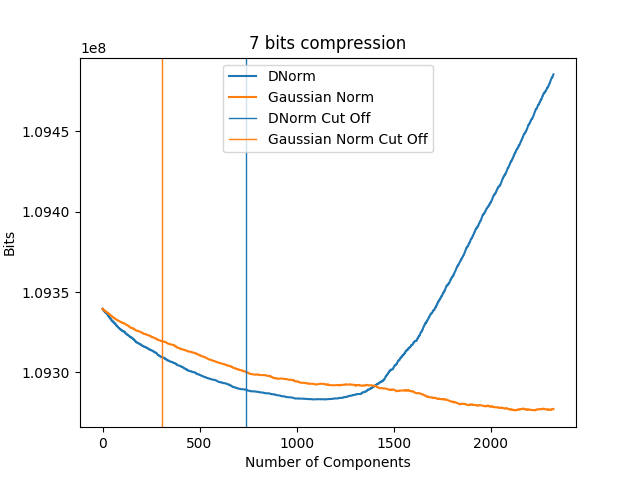 7 bits compression
1e8
DNorm
Gaussian Norm
DNorm Cut Off
Gaussian Norm Cut Off
1.0945
1.0940
1.0935
1.0930
Bits
0 500 1000 1500 2000
Number of Components